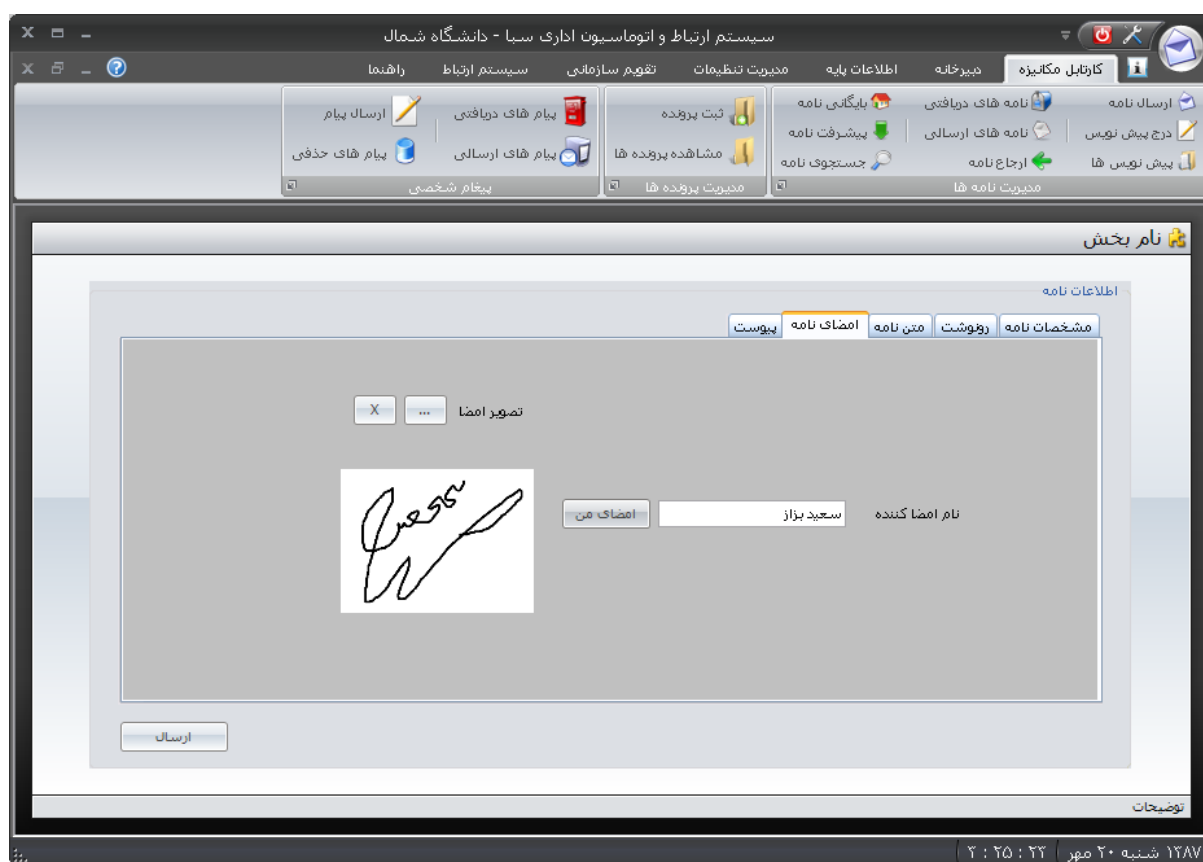 سیستم ارتباط و اتوماسیون اداری سبا - دانشگاه شمال
کارتابل مکانیزه
دبیرخانه
اطلاعات پایه
مدیریت تنظیمات
تقویم سازمانی
سیستم ارتباط
راهنما
ارسال نامه
نامه های دریافتی
بایگانی نامه
درج پیش نویس
نامه های ارسالی
پیشرفت نامه
پیش نویس ها
ارجاع نامه
جستجوی نامه
مدیریت نامه ها
ثبت پرونده
مشاهده پرونده ها
مدیریت پرونده ها
پیام های دریافتی
ارسال پیام
پیام های ارسالی
پیام های حذفی
پیغام شخصی
نام بخش
اطلاعات نامه
مشخصات نامه
رونوشت
متن نامه
امضای نامه
پیوست
تصویر امضا
...
X
نام امضا کننده
سعید بزاز
امضای من
ارسال
توضیحات
۱۳۸۷ شنبه ۲۰ مهر
۲ : ۲۵ : ۲۳